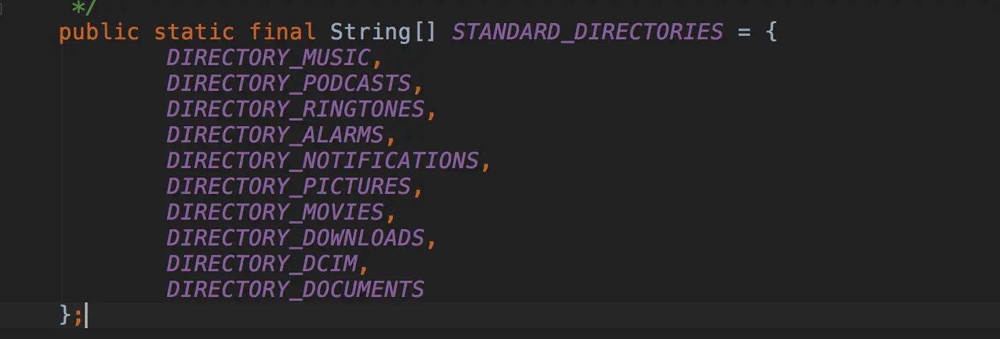 */
public static final String[] STANDARD_DIRECTORIES = {
DIRECTORY_MUSIC,
DIRECTORY_PODCASTS,
DIRECTORY_RINGTONES,
DIRECTORY_ALARMS,
DIRECTORY_NOTIFICATIONS,
DIRECTORY_PICTURES,
DIRECTORY_MOVIES,
DIRECTORY_DOWNLOADS,
DIRECTORY_DCIM,
DIRECTORY_DOCUMENTS
};